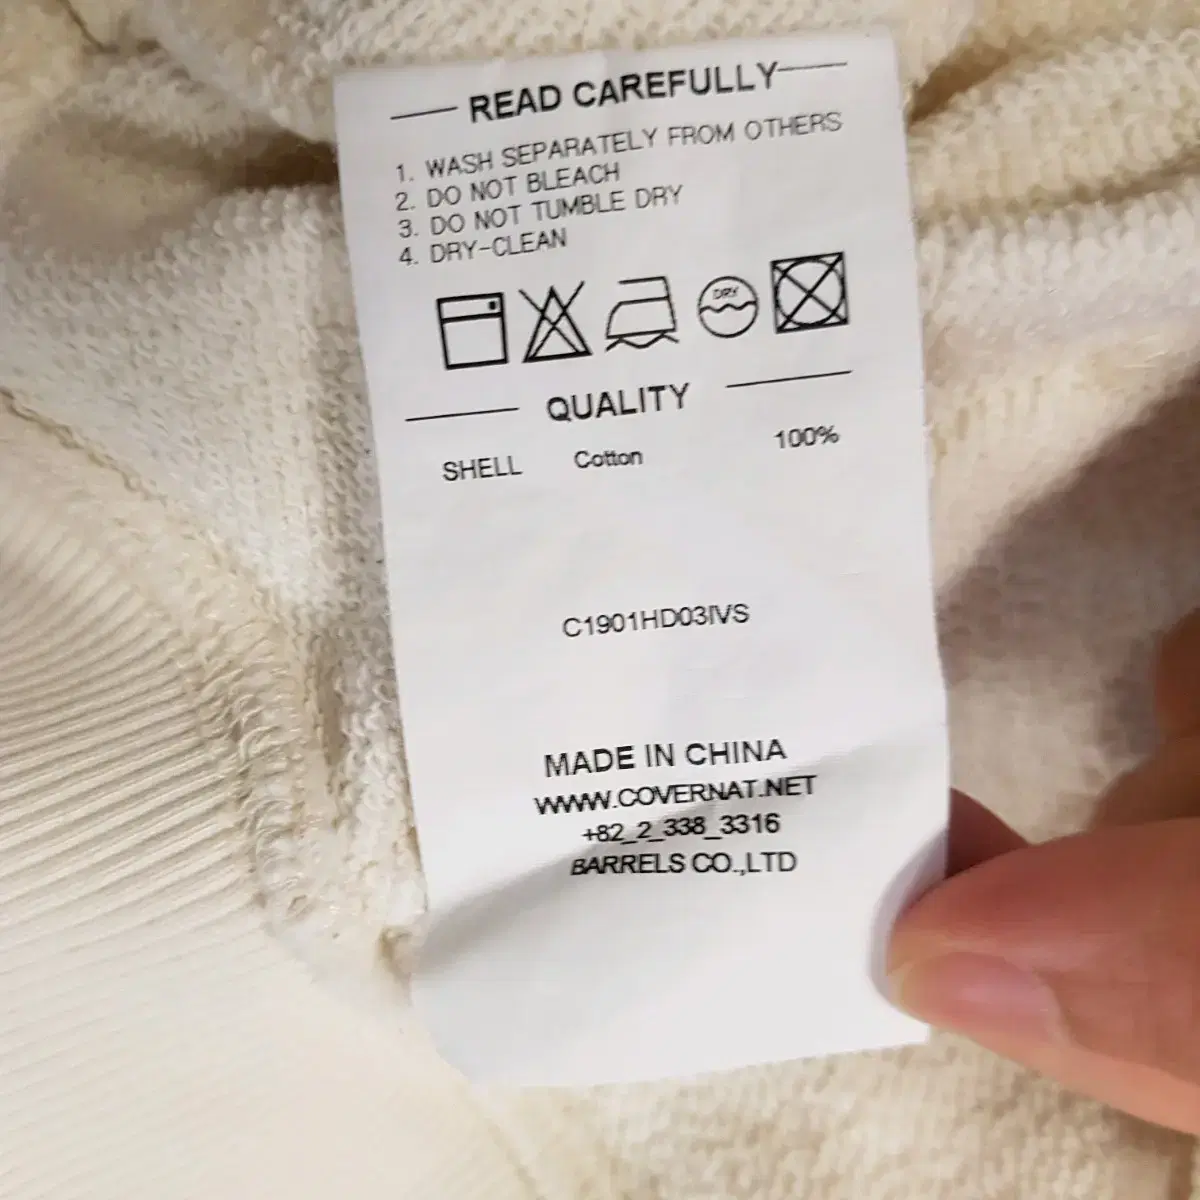 READ CAREFULLY
1. WASH SEPARATELY FROM OTHERS
2. DO NOT BLEACH
3. DO NOT TUMBLE DRY
4. DRY-CLEAN
DRY
QUALITY
SHELL Cotton 100%
C1901HD03IVS
MADE IN CHINA
WWW.COVERNAT.NET
+82_2_338_3316
BARRELS CO.,LTD